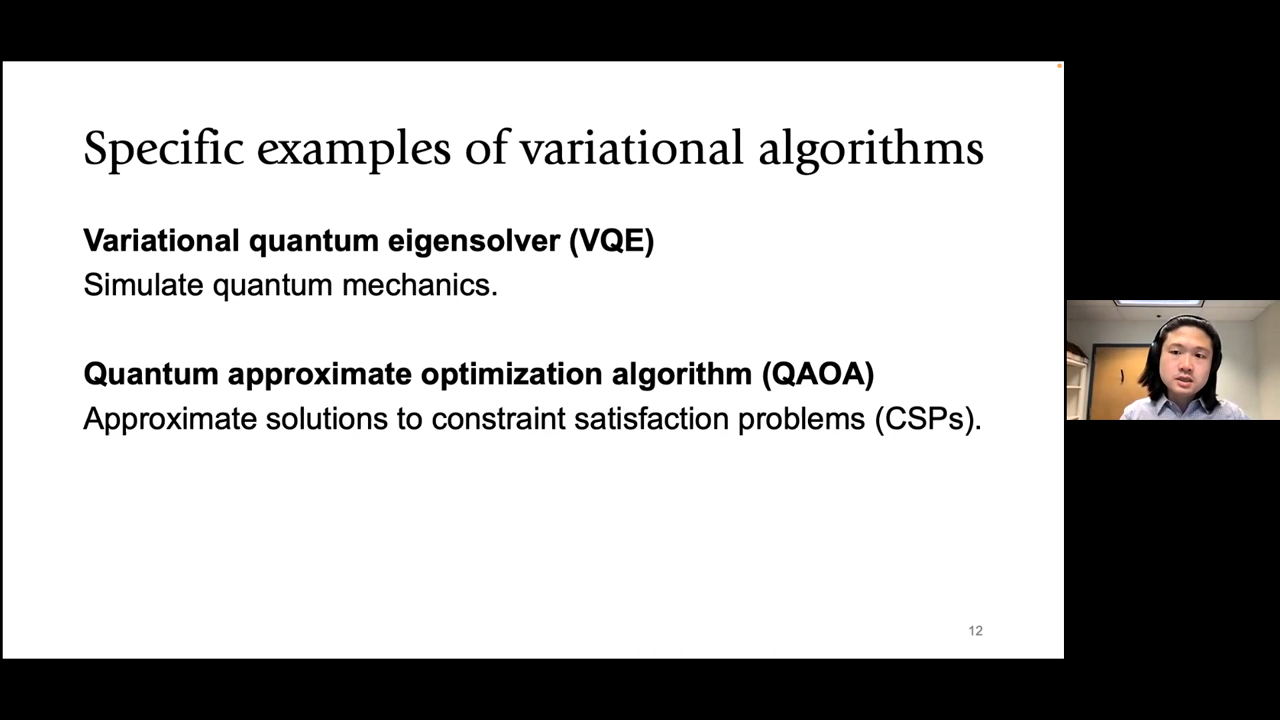 Specific examples of variational algorithms
Variational quantum eigensolver (VQE)
Simulate quantum mechanics.
Quantum approximate optimization algorithm (QAOA)
Approximate solutions to constraint satisfaction problems (CSPs).
12